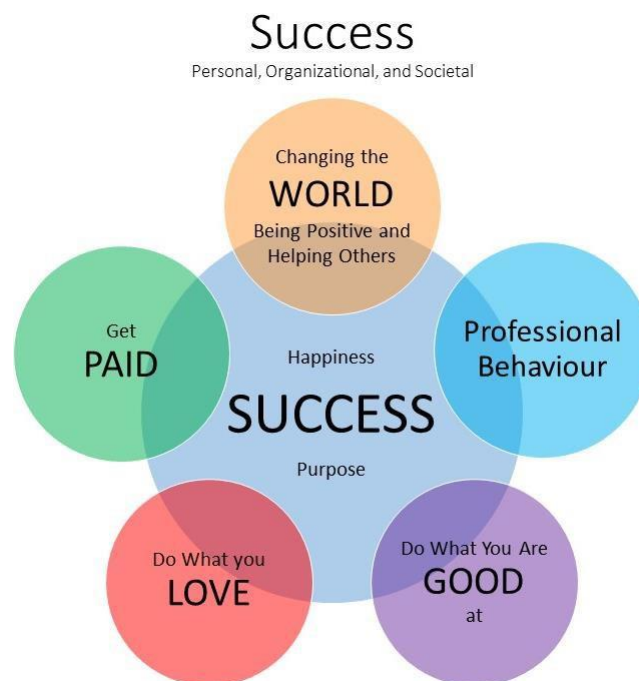 Success
Personal, Organizational, and Societal
Changing the
WORLD
Being Positive and
Helping Others
Get
PAID
Professional
Behaviour
Happiness
SUCCESS
Purpose
Do What you
LOVE
Do What You Are
GOOD
at